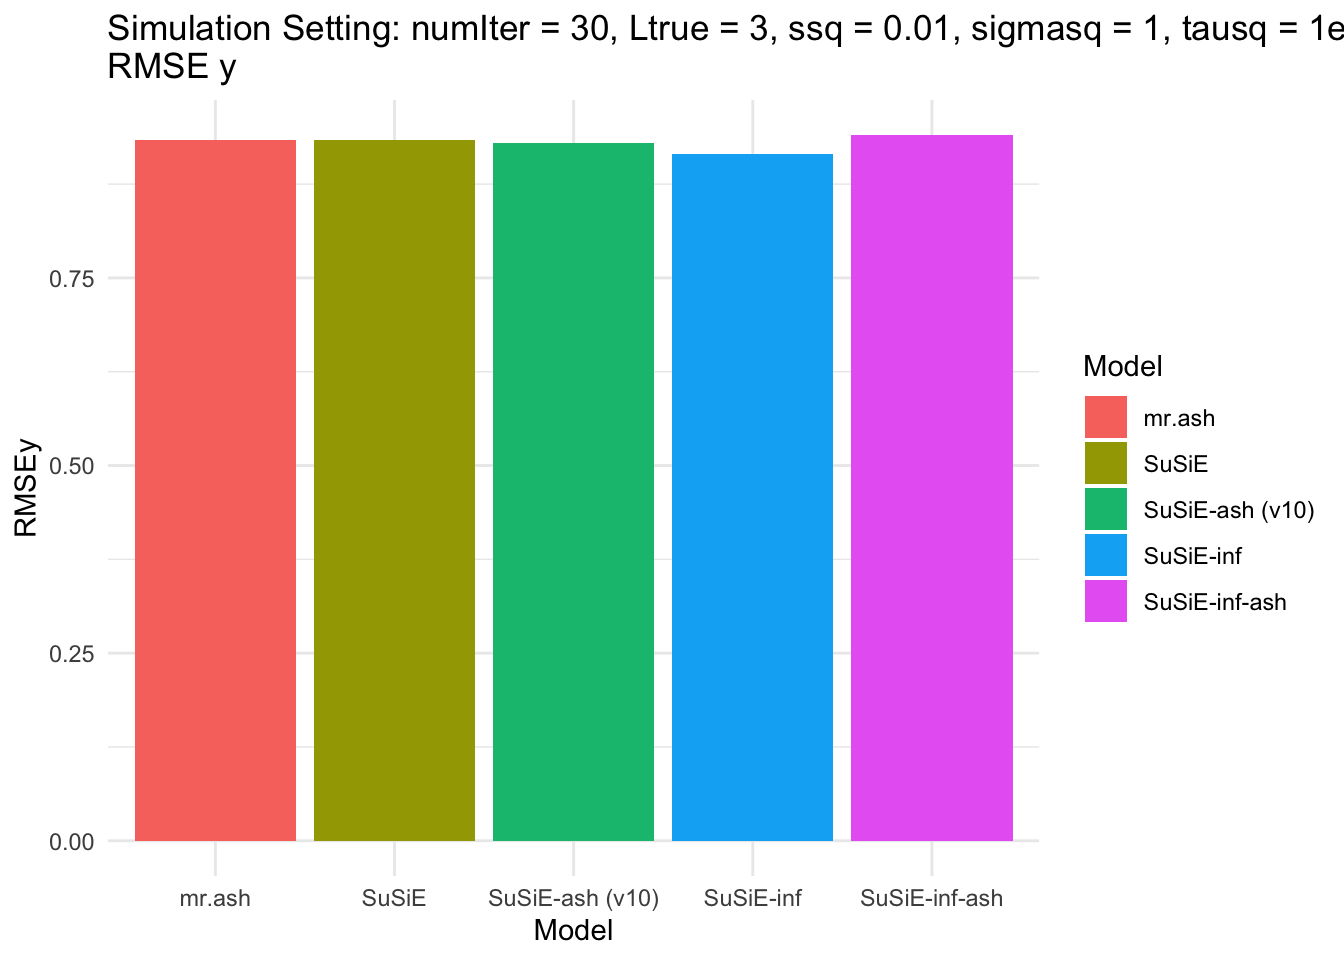 Simulation Setting: numIter = 30, Ltrue = 3, ssq = 0.01, sigmasq = 1, tausq = 1e
RMSE y
0.75
0.50
0.25
0.00
RMSEy
mr.ash
SuSiE
SuSiE-ash (v10)
SuSiE-inf
SuSiE-inf-ash
Model
Model
mr.ash
SuSiE
SuSiE-ash (v10)
SuSiE-inf
SuSiE-inf-ash